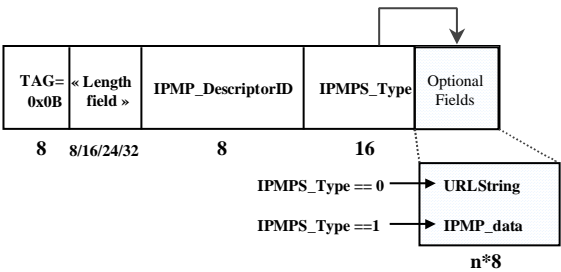 TAG= 0x0B
« Length field »
IPMP_DescriptorID
IPMPS_Type
Optional Fields
8
8/16/24/32
8
16
IPMPS_Type == 0
URLString
IPMPS_Type ==1
IPMP_data
n*8